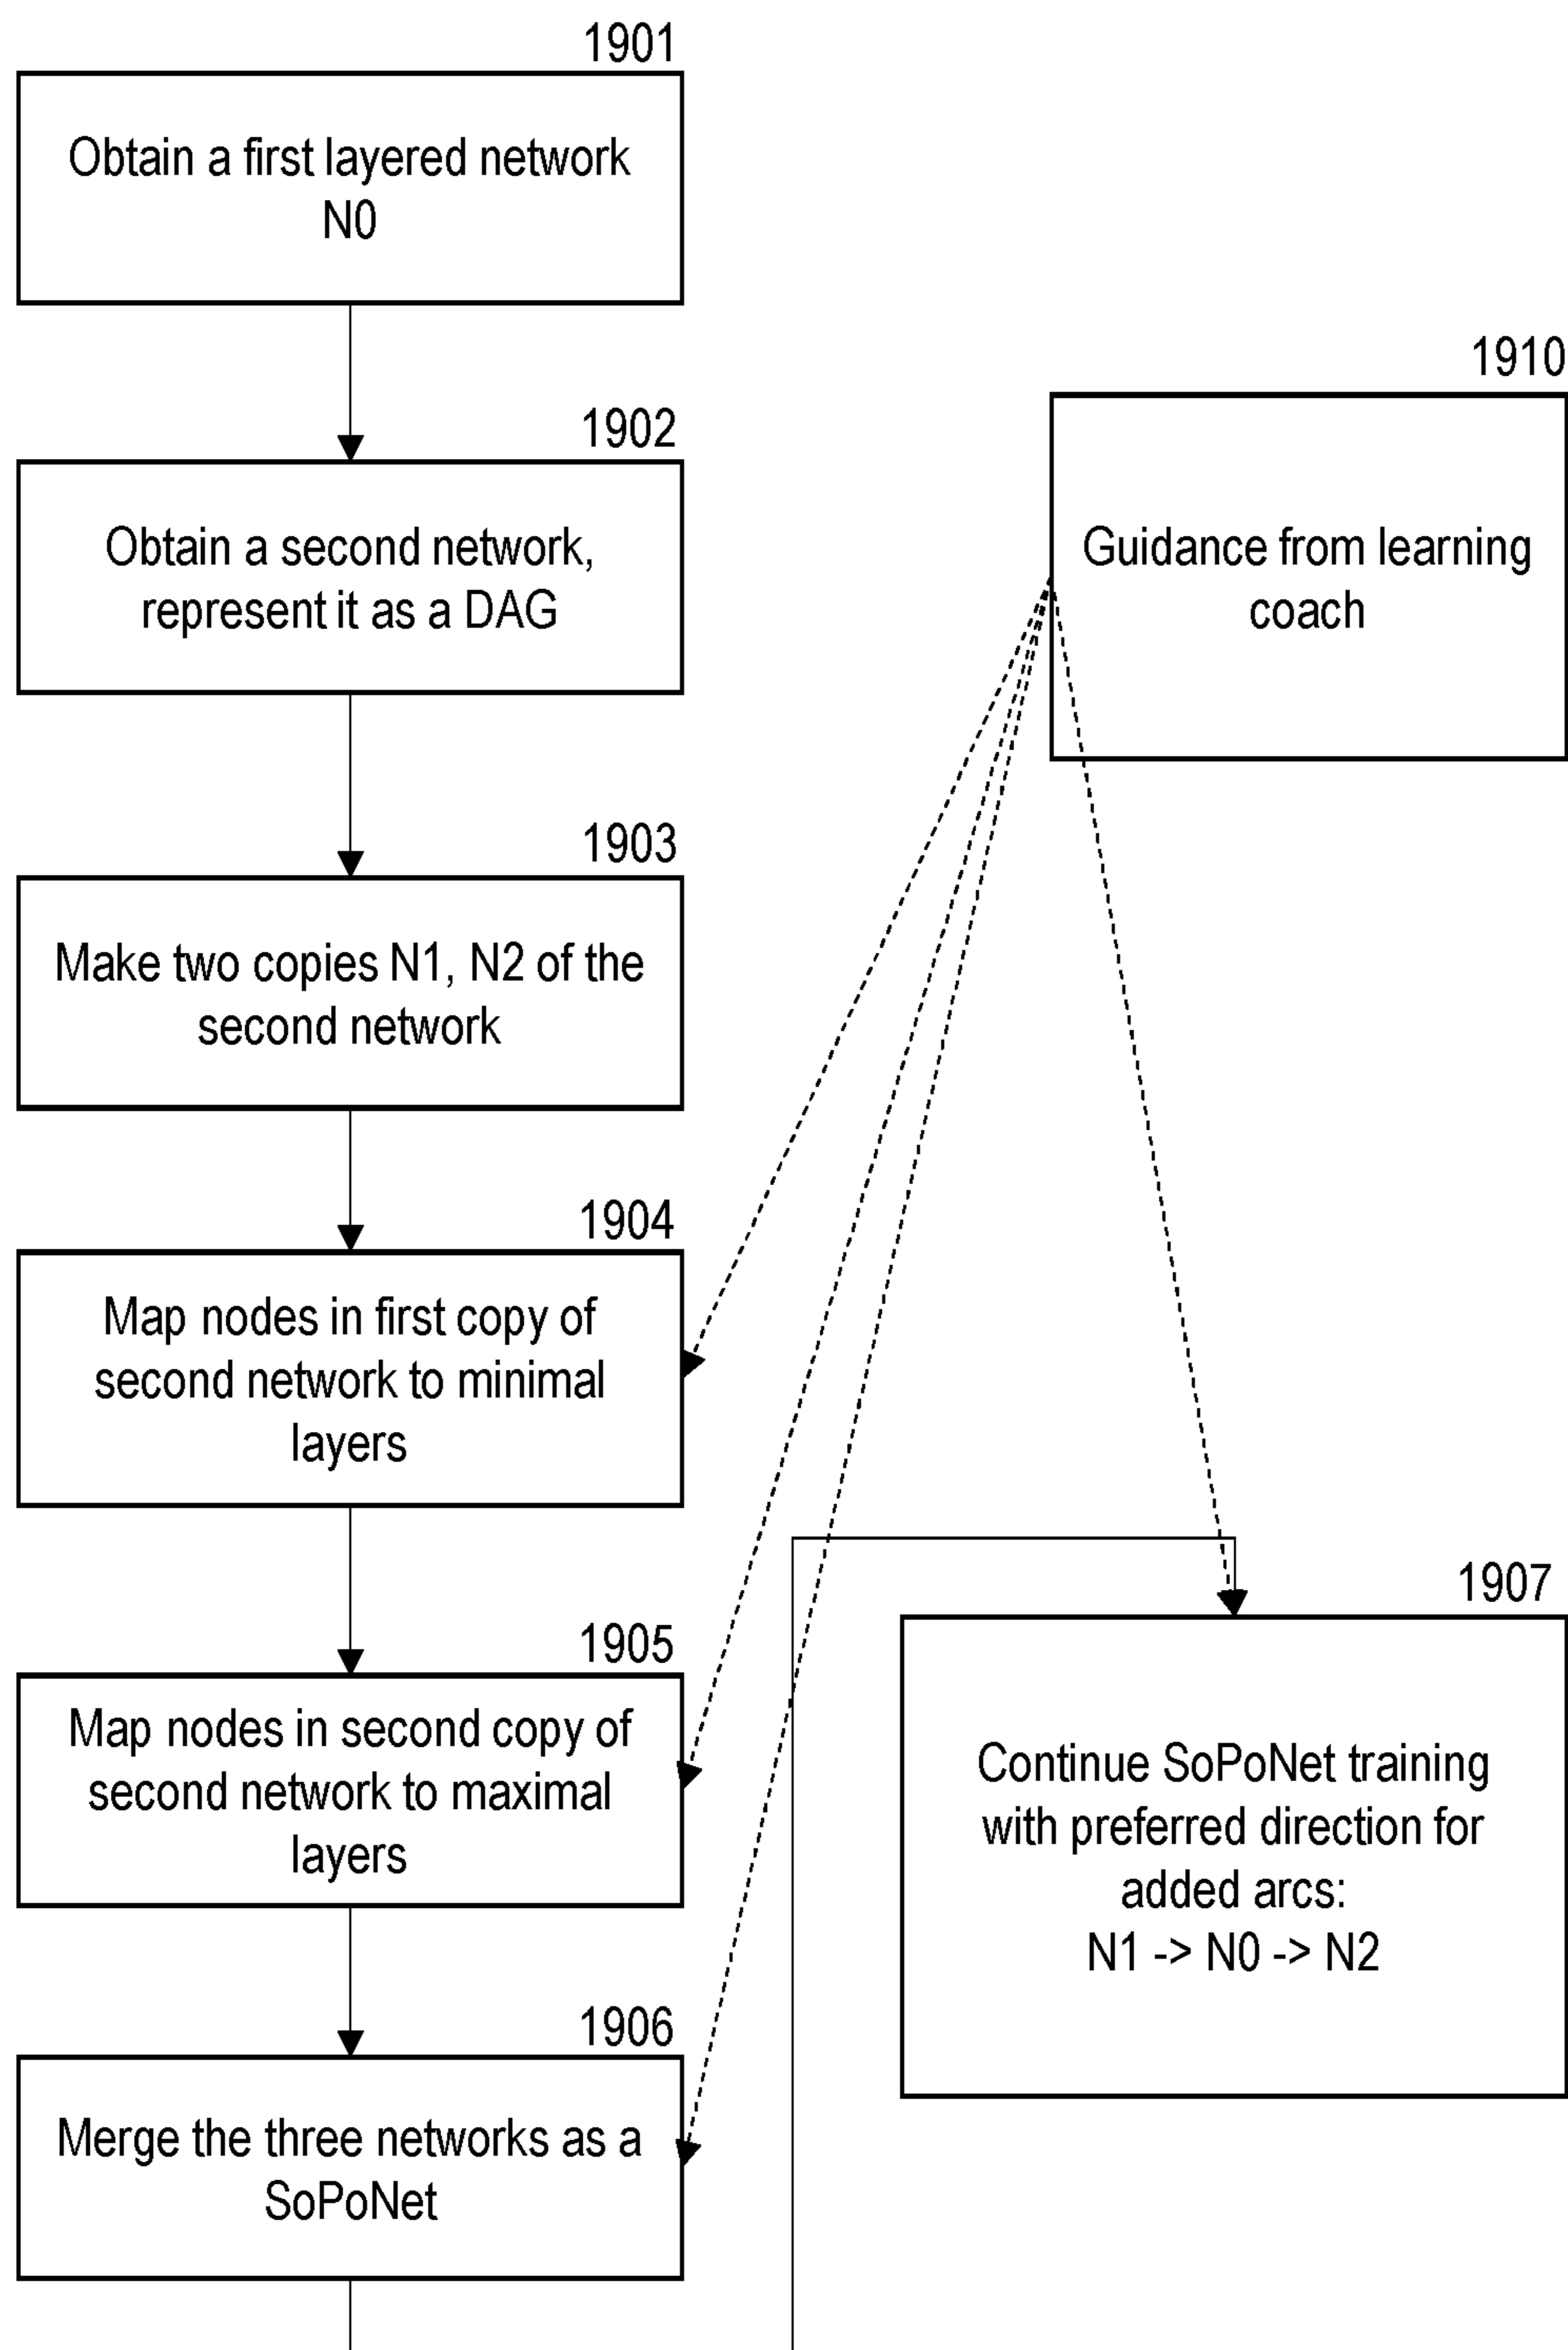 1901
Obtain a first layered network
N0
1902
Obtain a second network,
represent it as a DAG
1903
Make two copies N1, N2 of the
second network
1904
Map nodes in first copy of
second network to minimal
layers
1905
Map nodes in second copy of
second network to maximal
layers
1906
Merge the three networks as a
SoPoNet
1910
Guidance from learning
coach
1907
Continue SoPoNet training
with preferred direction for
added arcs:
N1 -> N0 -> N2